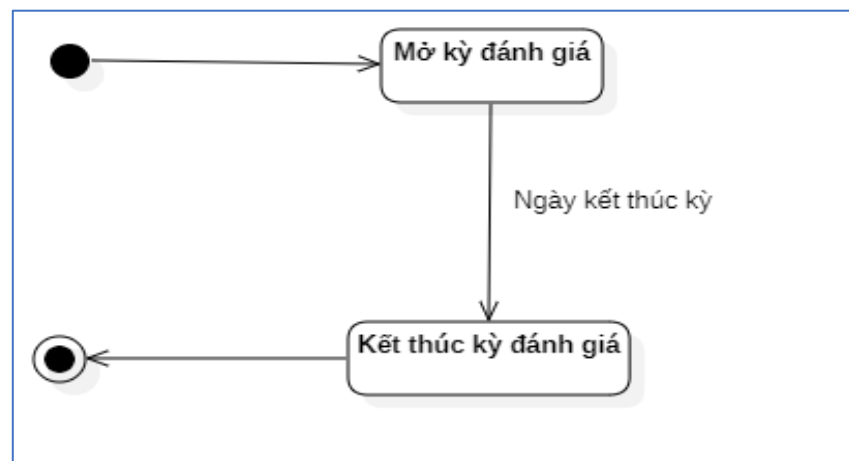 Mở kỳ đánh giá
Ngày kết thúc kỳ
Kết thúc kỳ đánh giá